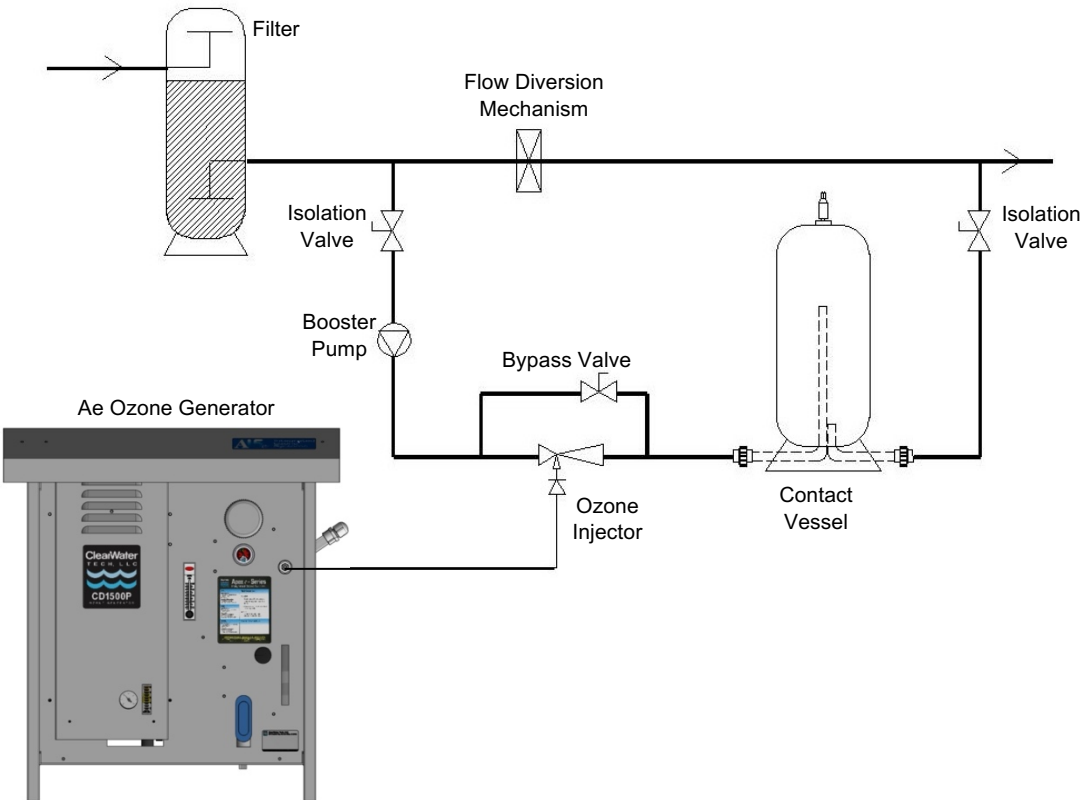 Filter
Flow Diversion
Mechanism
Isolation
Valve
Isolation
Valve
Booster
Pump
Bypass Valve
Ae Ozone Generator
Ozone
Injector
Contact
Vessel
ClearWater
TECH, LLC
CD1500P